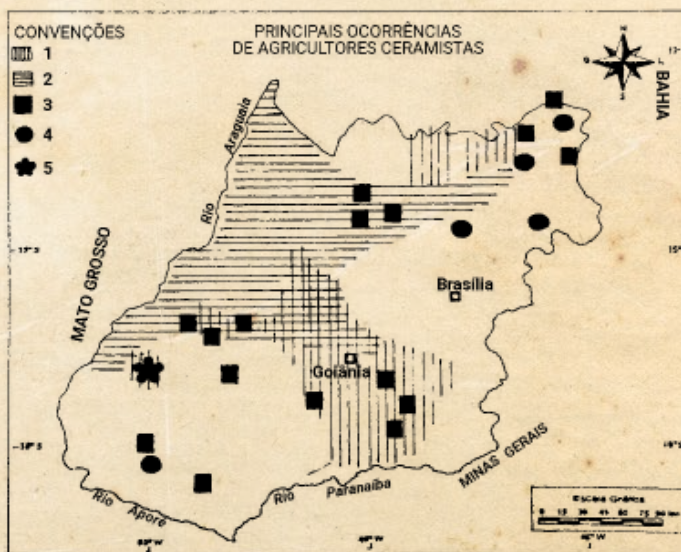 CONVENÇÕES
1
2
3
4
5
PRINCIPAIS OCORRÊNCIAS
DE AGRICULTORES CERAMISTAS
N
S
L
BAHIA
Rio Araguaia
MATO GROSSO
Brasília
Goiânia
MINAS GERAIS
Rio Paranaíba
Rio Aporé
Escala Gráfica